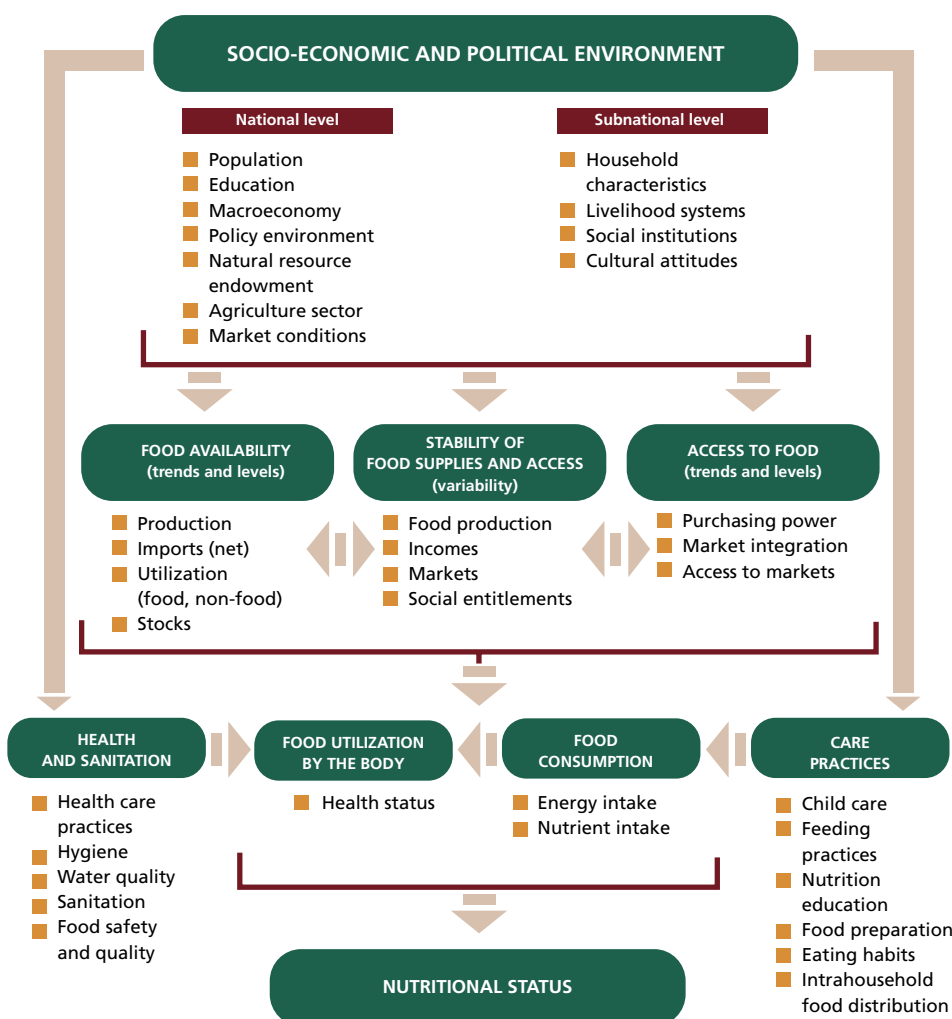 SOCIO-ECONOMIC AND POLITICAL ENVIRONMENT
National level
Population
Education
Macroeconomy
Policy environment
Natural resource
endowment
Agriculture sector
Market conditions
Subnational level
Household
characteristics
Livelihood systems
Social institutions
Cultural attitudes
FOOD AVAILABILITY
(trends and levels)
Production
Imports (net)
Utilization
(food, non-food)
Stocks
STABILITY OF
FOOD SUPPLIES AND ACCESS
(variability)
Food production
Incomes
Markets
Social entitlements
ACCESS TO FOOD
(trends and levels)
Purchasing power
Market integration
Access to markets
HEALTH
AND SANITATION
Health care
practices
Hygiene
Water quality
Sanitation
Food safety
and quality
FOOD UTILIZATION
BY THE BODY
Health status
FOOD
CONSUMPTION
Energy intake
Nutrient intake
CARE
PRACTICES
Child care
Feeding
practices
Nutrition
education
Food preparation
Eating habits
Intrahousehold
food distribution
NUTRITIONAL STATUS